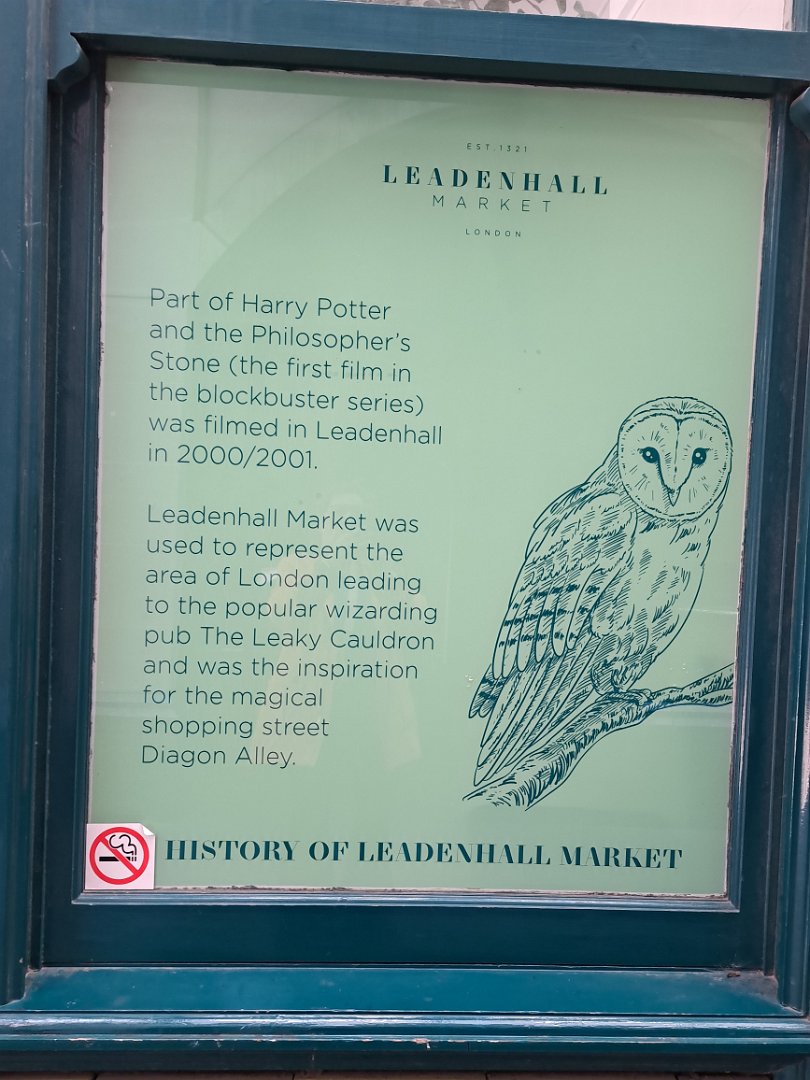 EST.1321
LEADENHALL
MARKET
LONDON
Part of Harry Potter
and the Philosopher's
Stone (the first film in
the blockbuster series)
was filmed in Leadenhall
in 2000/2001.
Leadenhall Market was
used to represent the
area of London leading
to the popular wizarding
pub The Leaky Cauldron
and was the inspiration
for the magical
shopping street
Diagon Alley.
HISTORY OF LEADENHALL MARKET